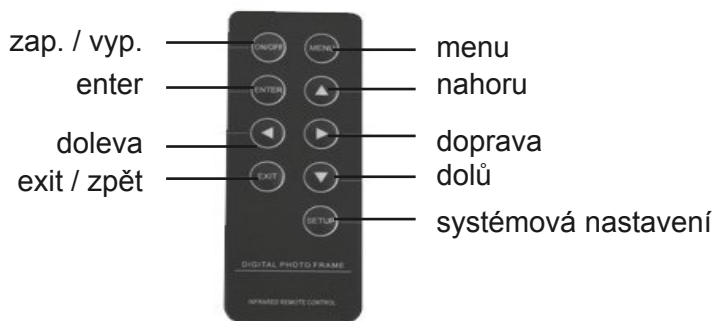 zap. / vyp.
ON/OFF
MENU
menu
enter
ENTER
nahoru
doleva
doprava
exit / zpět
EXIT
dolů
SETUP
systémová nastavení
DIGITAL PHOTO FRAME
INFRARED REMOTE CONTROL